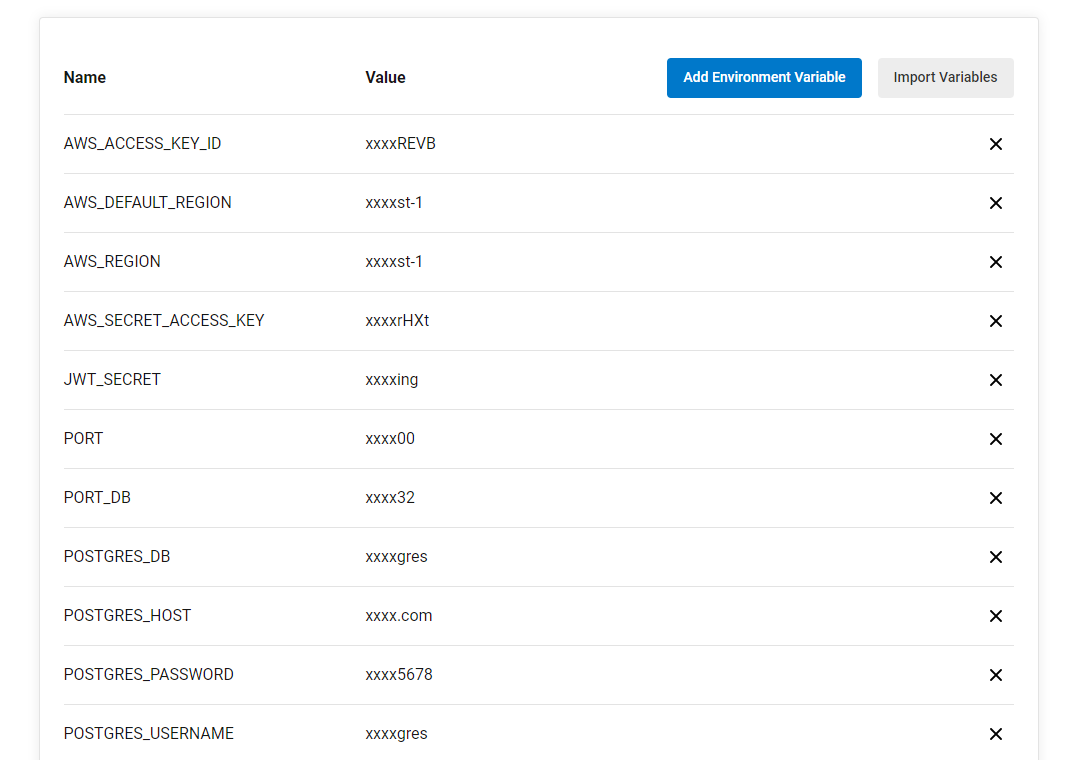 Name Value Add Environment Variable Import Variables
AWS_ACCESS_KEY_ID xxxxREVB
AWS_DEFAULT_REGION xxxxst-1
AWS_REGION xxxxst-1
AWS_SECRET_ACCESS_KEY xxxxrHXt
JWT_SECRET xxxxing
PORT xxxx00
PORT_DB xxxx32
POSTGRES_DB xxxxgres
POSTGRES_HOST xxxx.com
POSTGRES_PASSWORD xxxx5678
POSTGRES_USERNAME xxxxgres